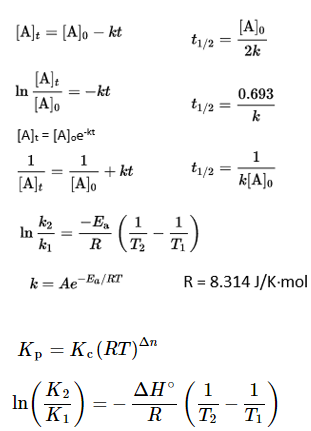 [A]t = [A]₀ − kt    t₁/₂ = [A]₀ / 2k
ln [A]t / [A]₀ = −kt    t₁/₂ = 0.693 / k
[A]t = [A]₀e^-kt
1 / [A]t = 1 / [A]₀ + kt    t₁/₂ = 1 / k[A]₀
ln k₂ / k₁ = −Eₐ / R (1 / T₂ − 1 / T₁)
k = Ae^−Eₐ/RT    R = 8.314 J/K·mol
Kₚ = K_c (RT)^Δn
ln(K₂ / K₁) = − ΔH° / R (1 / T₂ − 1 / T₁)